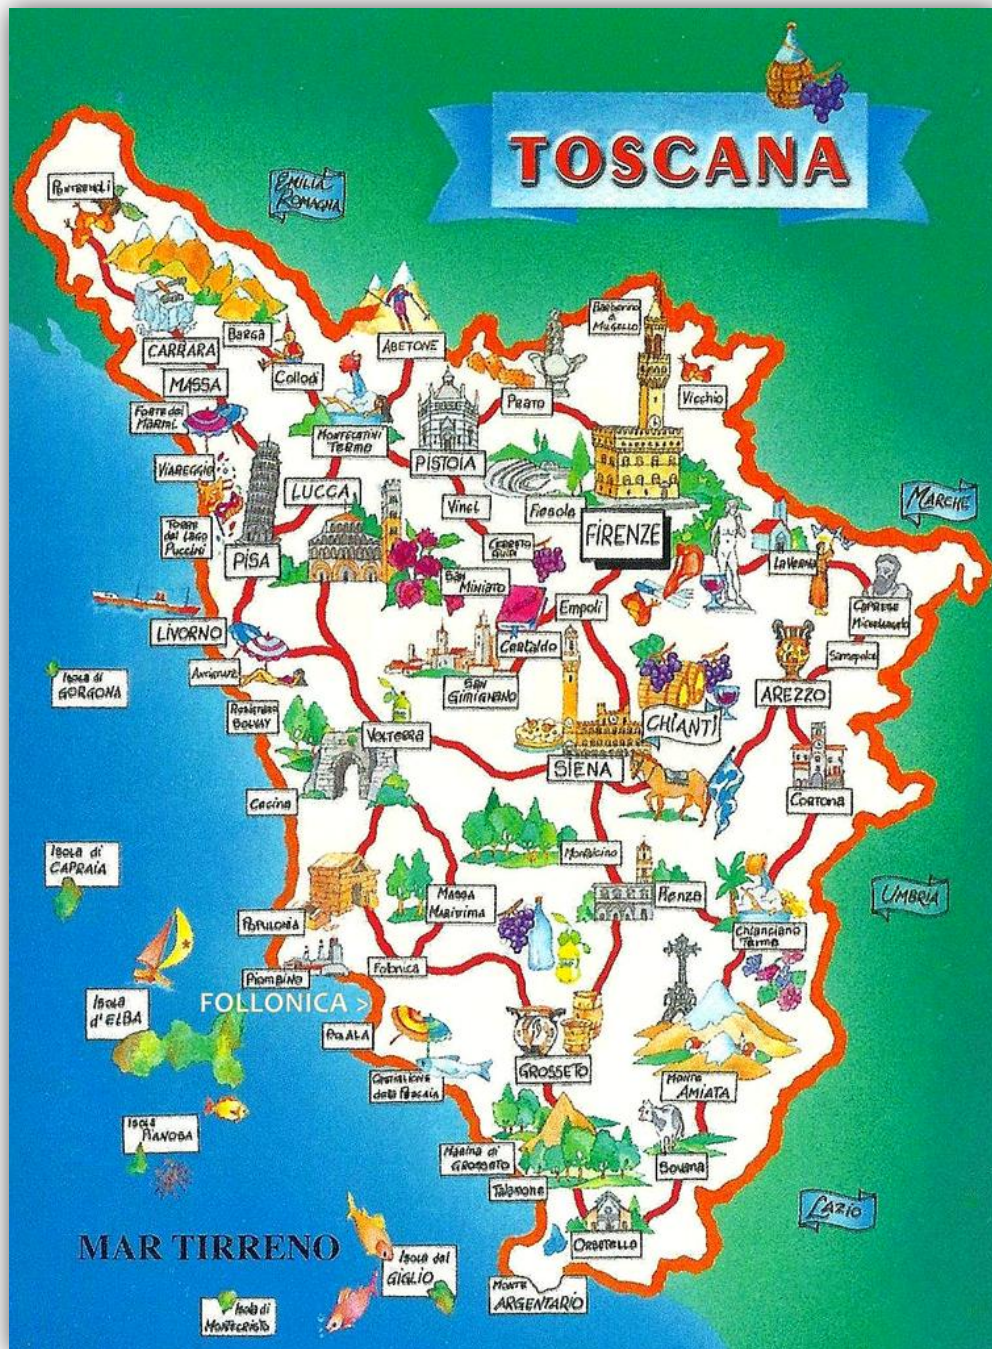 TOSCANA
EMILIA
ROMAGNA
PONTREMOLI
CARRARA
BARGA
Collodi
ABETONE
Barberino
di
MUGELLO
MASSA
Forte dei
Marmi
PRATO
Vicchio
MONTECATINI
TERME
PISTOIA
VIAREGGIO
LUCCA
Vinci
Fiesole
MARCHE
TORRE
del LAGO
PUCCINI
PISA
CERRETO
GUIDI
FIRENZE
LA VERNA
SAN
MINIATO
CAPRESE
Michelangelo
Empoli
LIVORNO
Certaldo
Isola di
GORGONA
SAN
GIMIGNANO
AREZZO
ROSIGNANO
SOLVAY
VOLTERRA
CHIANTI
SIENA
Cecina
CORTONA
Isola di
CAPRAIA
Montalcino
MASSA
MARITTIMA
PIENZA
UMBRIA
POPULONIA
Chianciano
Terme
Piombino
Follonica
Isola
d'ELBA
FOLLONICA >
PUNT ALA
GROSSETO
CASTIGLIONE
della PESCAIA
MONTE
AMIATA
Isola
PIANOSA
Marina di
GROSSETO
Sovana
Talamone
LAZIO
MAR TIRRENO
ORBETELLO
Isola del
GIGLIO
MONTE
ARGENTARIO
Isola di
MONTECRISTO